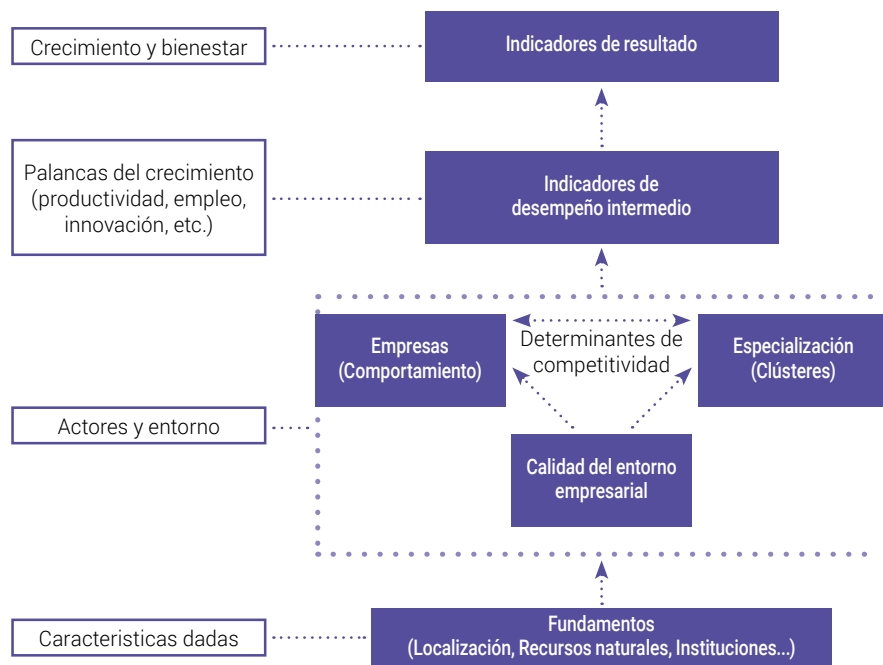 Crecimiento y bienestar
Indicadores de resultado
Palancas del crecimiento
(productividad, empleo,
innovación, etc.)
Indicadores de
desempeño intermedio
Empresas
(Comportamiento)
Determinantes de
competitividad
Especialización
(Clústeres)
Actores y entorno
Calidad del entorno
empresarial
Caracteristicas dadas
Fundamentos
(Localización, Recursos naturales, Instituciones...)